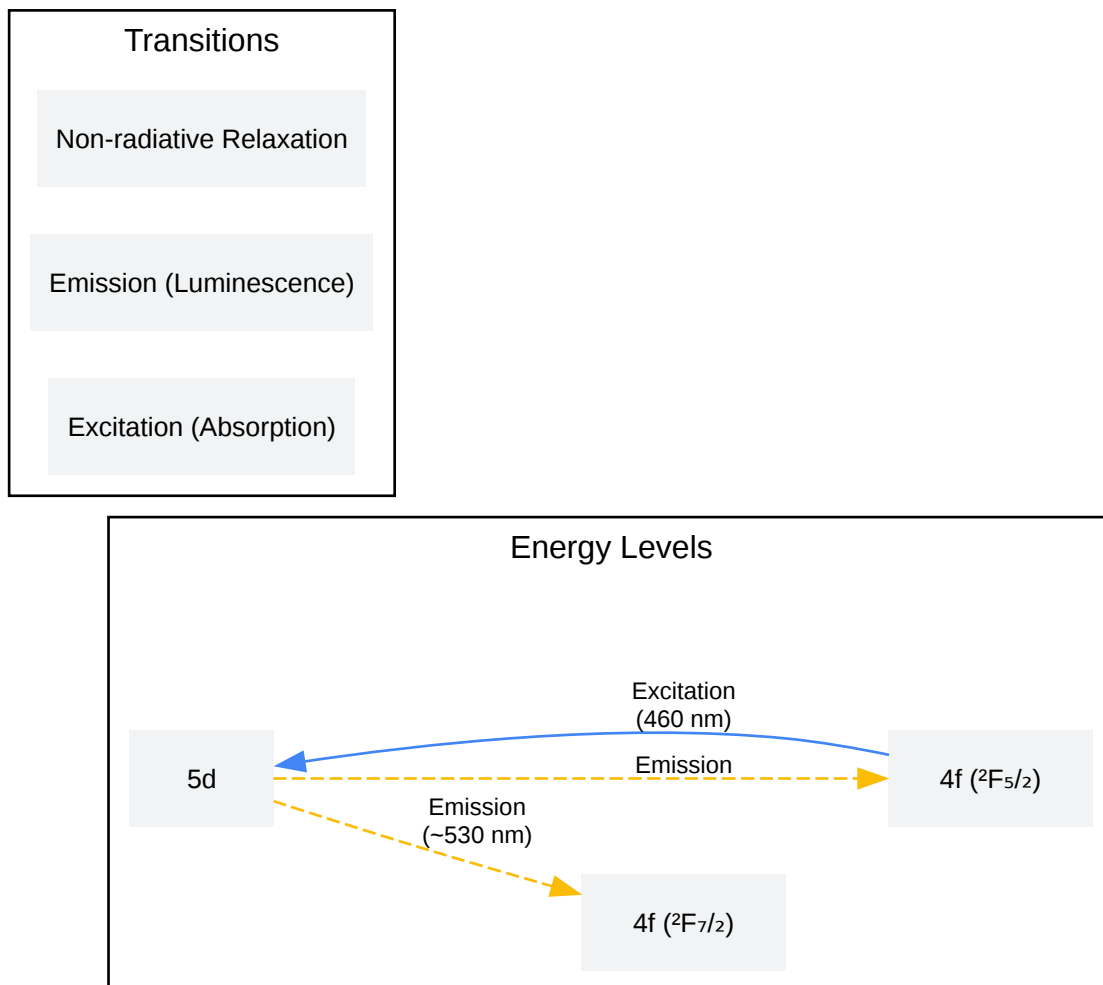 Transitions
Non-radiative Relaxation
Emission (Luminescence)
Excitation (Absorption)
Energy Levels
Excitation
(460 nm)
5d
Emission
4f (²F₅/₂)
Emission
(~530 nm)
4f (²F₇/₂)